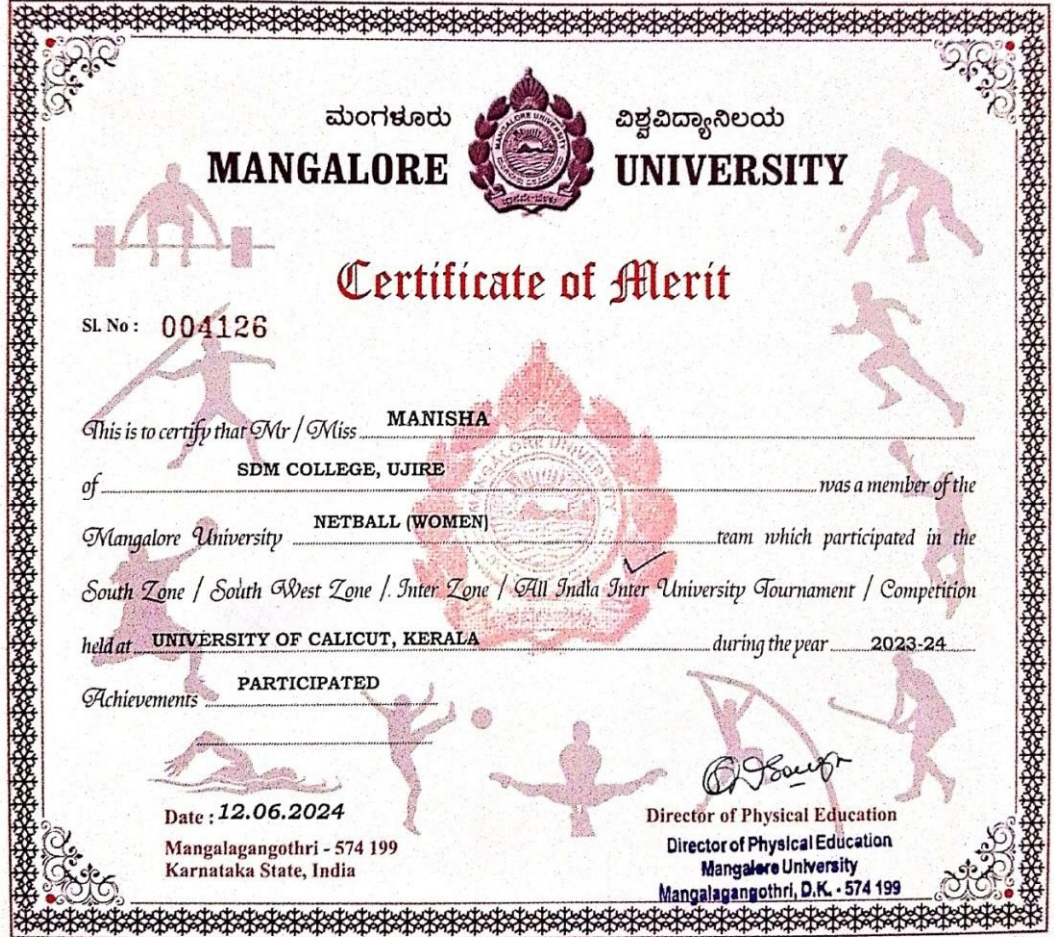 ಮಂಗಳೂರು ವಿಶ್ವವಿದ್ಯಾನಿಲಯ
MANGALORE UNIVERSITY
MANGALORE UNIVERSITY
Certificate of Merit
Sl. No : 004126
This is to certify that Mr / Miss MANISHA
of SDM COLLEGE, UJIRE was a member of the
Mangalore University NETBALL (WOMEN) team which participated in the
South Zone / South West Zone /. Inter Zone / All India Inter University Tournament / Competition
held at UNIVERSITY OF CALICUT, KERALA during the year 2023-24
Achievements PARTICIPATED
Date : 12.06.2024
Mangalagangothri - 574 199
Karnataka State, India
Director of Physical Education
Director of Physical Education
Mangalore University
Mangalagangothri, D.K. - 574 199